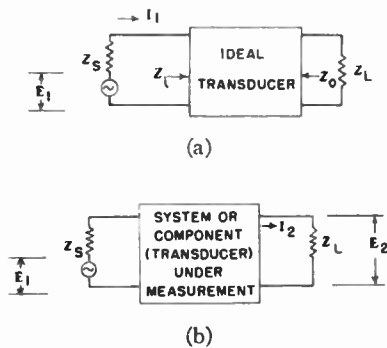 I1
ZS
E1
Zi
IDEAL
TRANSDUCER
ZO
ZL
(a)
ZS
E1
SYSTEM OR
COMPONENT
(TRANSDUCER)
UNDER
MEASUREMENT
I2
ZL
E2
(b)